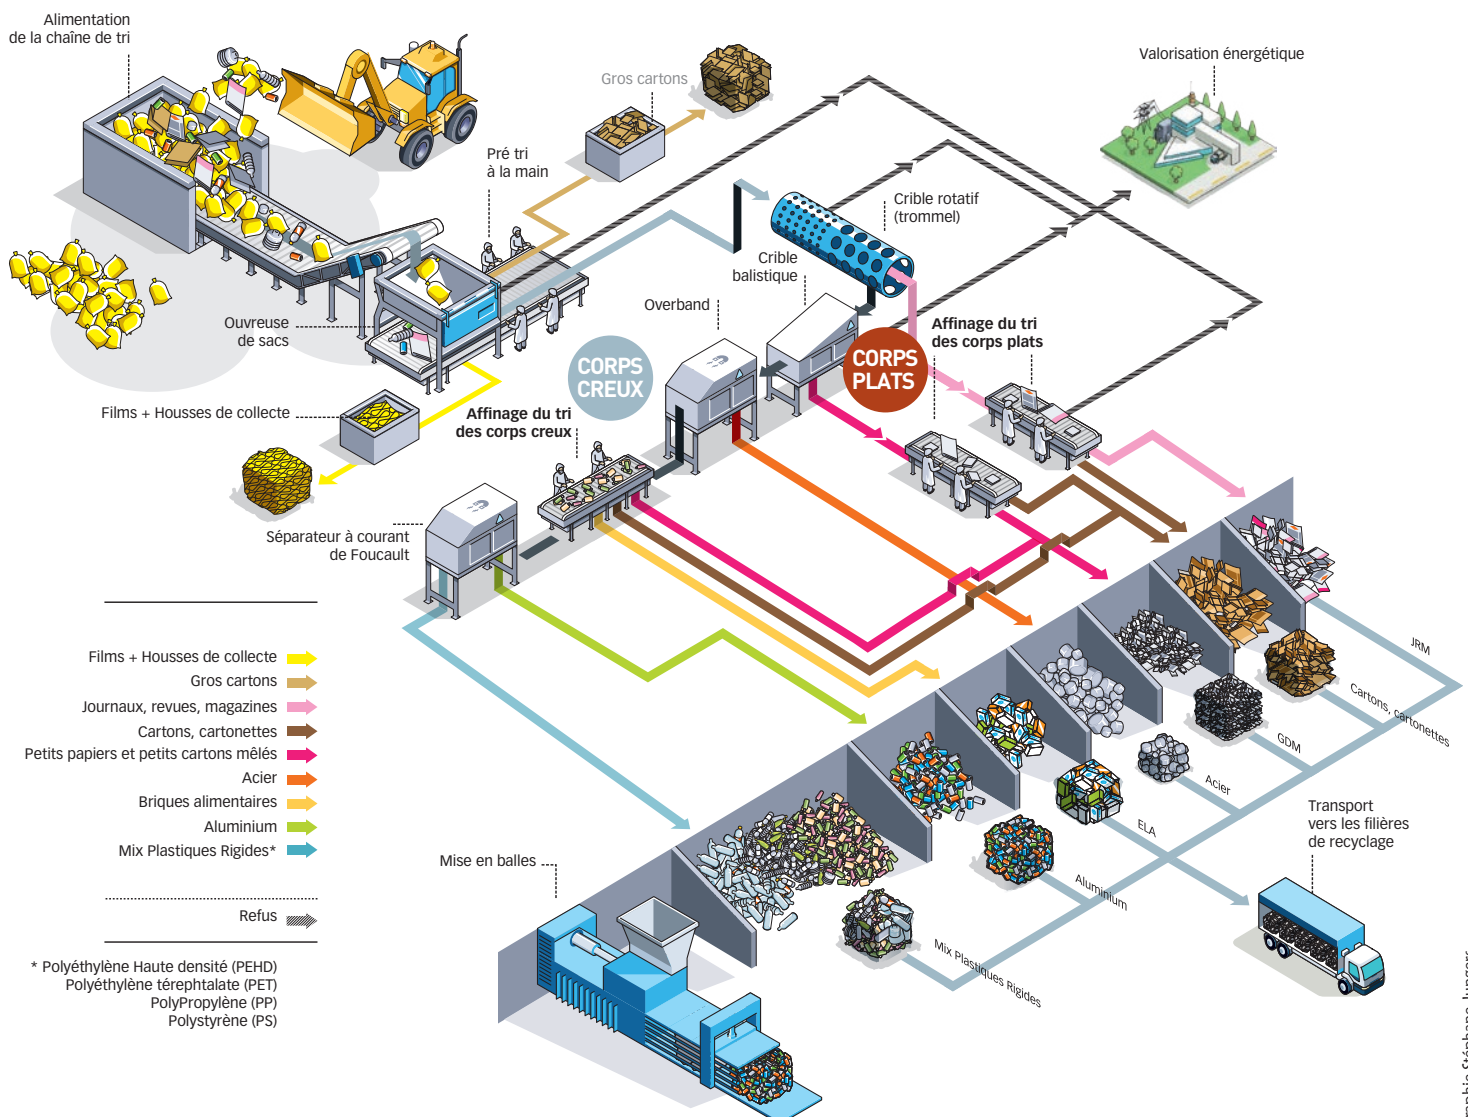 Alimentation
de la chaîne de tri
Gros cartons
Valorisation énergétique
Pré tri
à la main
Crible rotatif
(trommel)
Crible
balistique
Overband
Ouvreuse
de sacs
Affinage du tri
des corps plats
CORPS
CREUX
CORPS
PLATS
Films + Housses de collecte
Affinage du tri
des corps creux
Séparateur à courant
de Foucault
Films + Housses de collecte
Gros cartons
Journaux, revues, magazines
Cartons, cartonettes
Petits papiers et petits cartons mêlés
Acier
Briques alimentaires
Aluminium
Mix Plastiques Rigides*
Refus
* Polyéthylène Haute densité (PEHD)
Polyéthylène térephtalate (PET)
PolyPropylène (PP)
Polystyrène (PS)
Mise en balles
JRM
Cartons, cartonnettes
GDM
Acier
ELA
Aluminium
Mix Plastiques Rigides
Transport
vers les filières
de recyclage
Stéphane Jungers